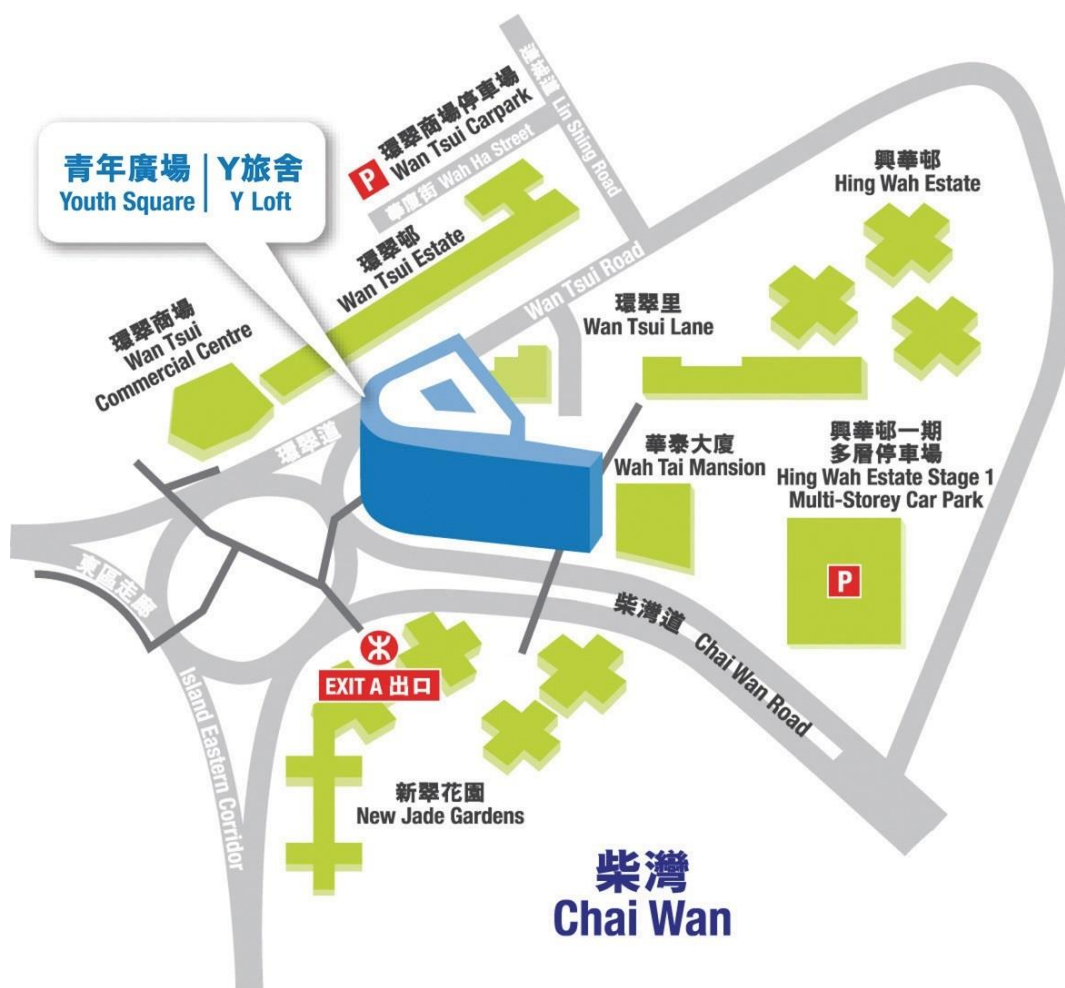 青年廣場
Youth Square
Y旅舍
Y Loft
P
環翠商場停車場
Wan Tsui Carpark
華廈街 Wah Ha Street
連城道 Lin Shing Road
環翠邨
Wan Tsui Estate
Wan Tsui Road
環翠商場
Wan Tsui
Commercial Centre
環翠道
環翠里
Wan Tsui Lane
興華邨
Hing Wah Estate
華泰大廈
Wah Tai Mansion
興華邨一期
多層停車場
Hing Wah Estate Stage 1
Multi-Storey Car Park
P
東區走廊
Island Eastern Corridor
柴灣道 Chai Wan Road
EXIT A 出口
新翠花園
New Jade Gardens
柴灣
Chai Wan